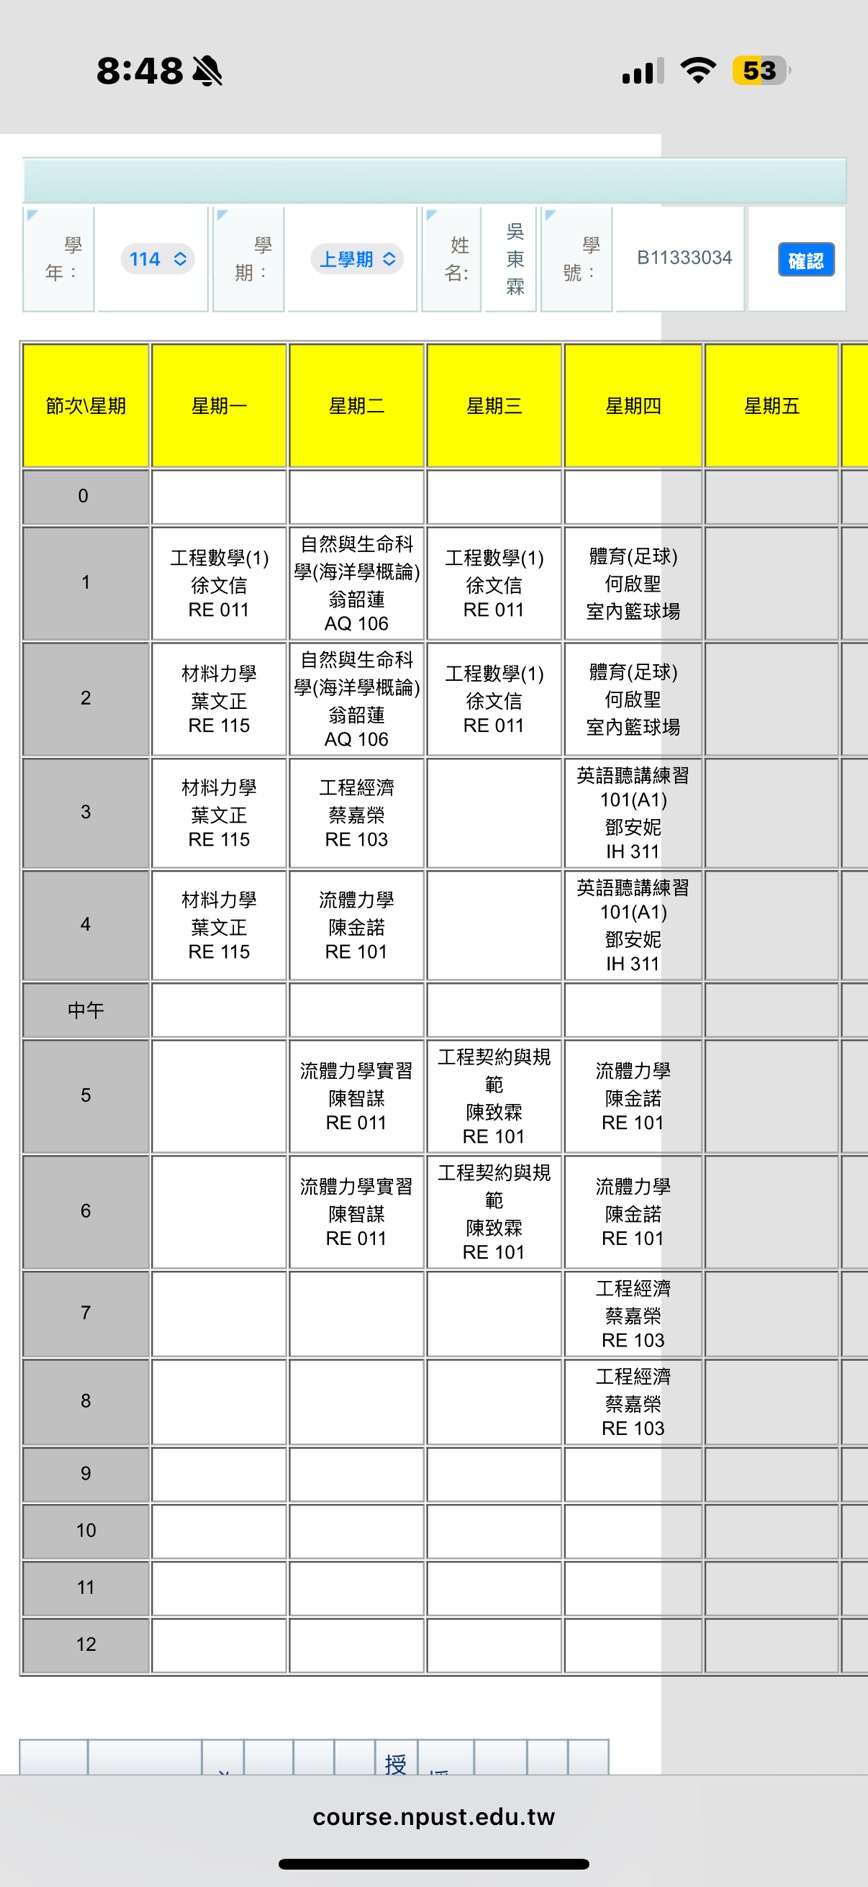 8:48
53
學年：
114
學期：
上學期
姓名:
吳東霖
學號：
B11333034
確認
節次\星期 星期一 星期二 星期三 星期四 星期五
0
1
工程數學(1)
徐文信
RE 011
自然與生命科
學(海洋學概論)
翁韶蓮
AQ 106
工程數學(1)
徐文信
RE 011
體育(足球)
何啟聖
室內籃球場
2
材料力學
葉文正
RE 115
自然與生命科
學(海洋學概論)
翁韶蓮
AQ 106
工程數學(1)
徐文信
RE 011
體育(足球)
何啟聖
室內籃球場
3
材料力學
葉文正
RE 115
工程經濟
蔡嘉榮
RE 103
英語聽講練習
101(A1)
鄧安妮
IH 311
4
材料力學
葉文正
RE 115
流體力學
陳金諾
RE 101
英語聽講練習
101(A1)
鄧安妮
IH 311
中午
5
流體力學實習
陳智謀
RE 011
工程契約與規
範
陳致霖
RE 101
流體力學
陳金諾
RE 101
6
流體力學實習
陳智謀
RE 011
工程契約與規
範
陳致霖
RE 101
流體力學
陳金諾
RE 101
7
工程經濟
蔡嘉榮
RE 103
8
工程經濟
蔡嘉榮
RE 103
9
10
11
12
授
course.npust.edu.tw